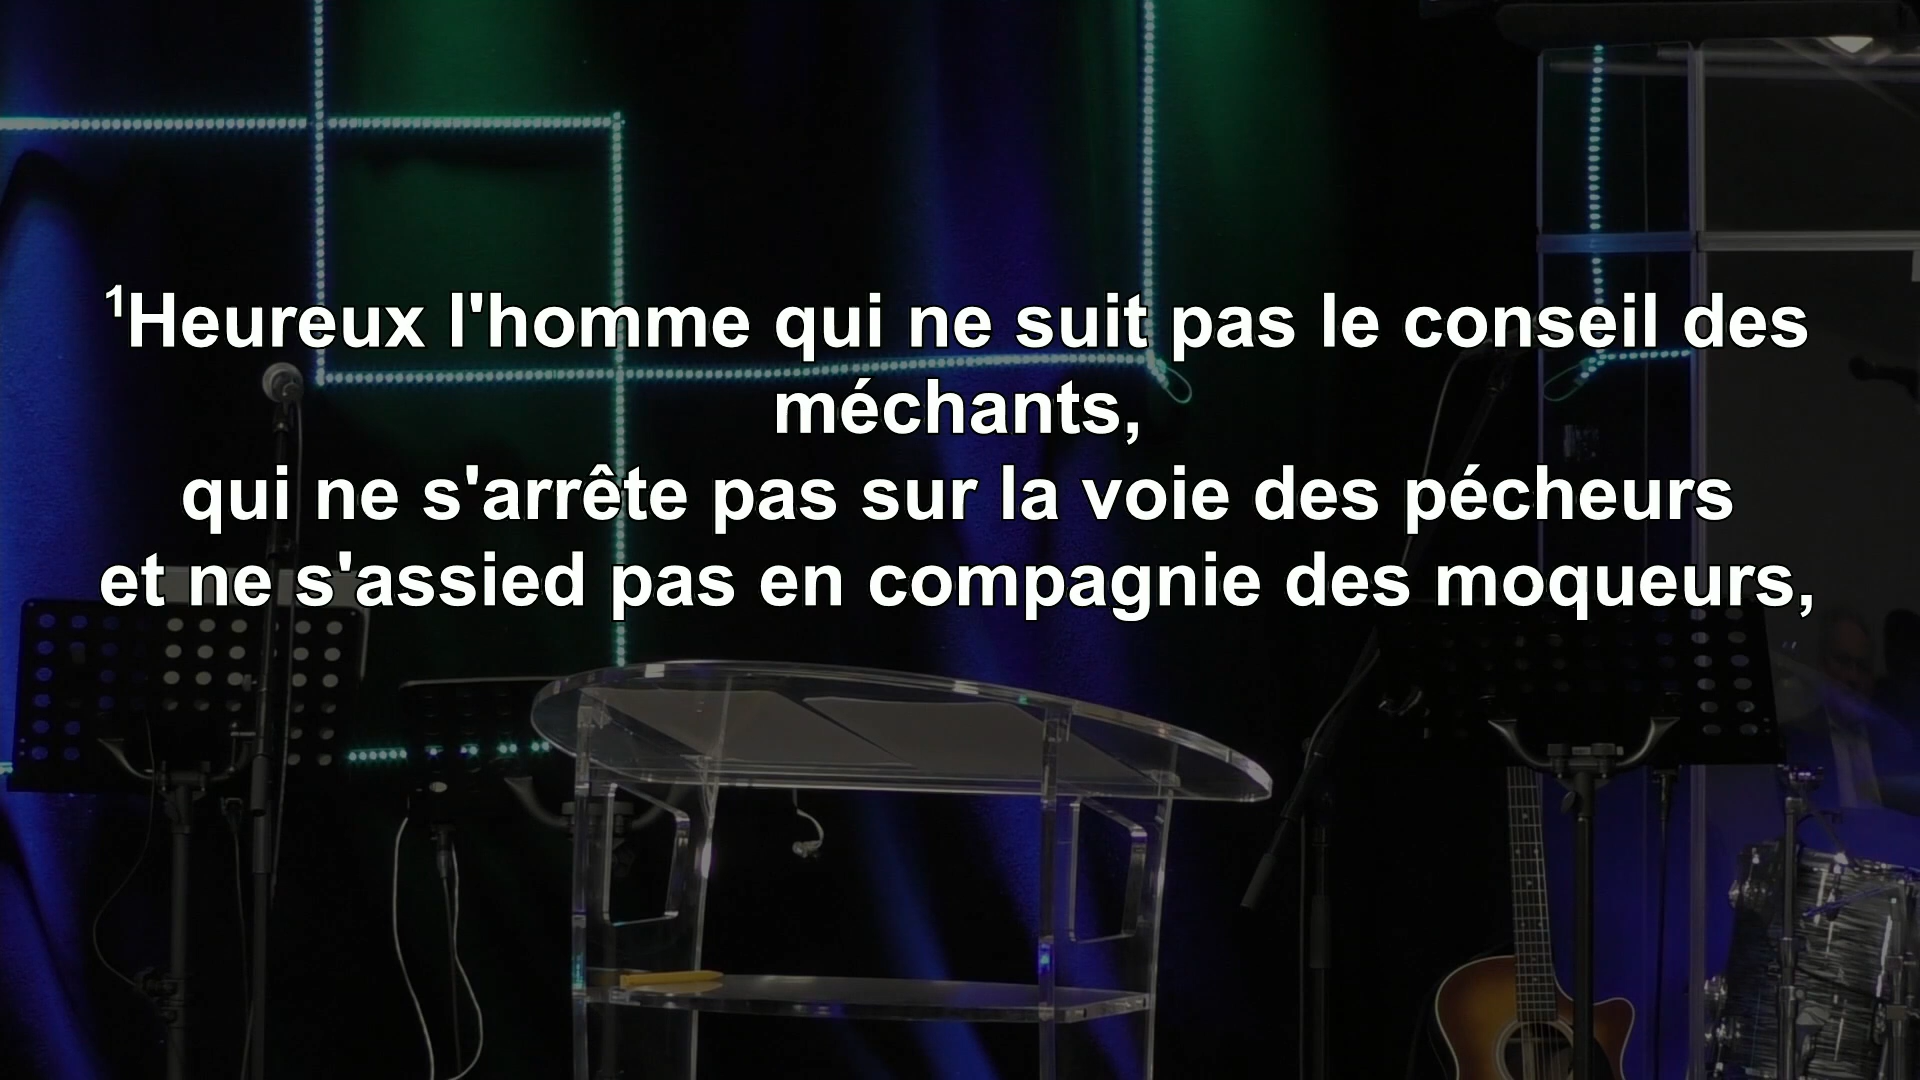 ¹Heureux l'homme qui ne suit pas le conseil des
méchants,
qui ne s'arrête pas sur la voie des pécheurs
et ne s'assied pas en compagnie des moqueurs,